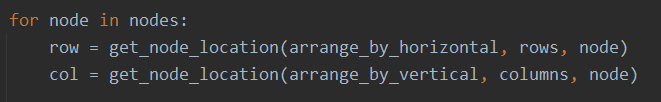 for node in nodes:
    row = get_node_location(arrange_by_horizontal, rows, node)
    col = get_node_location(arrange_by_vertical, columns, node)